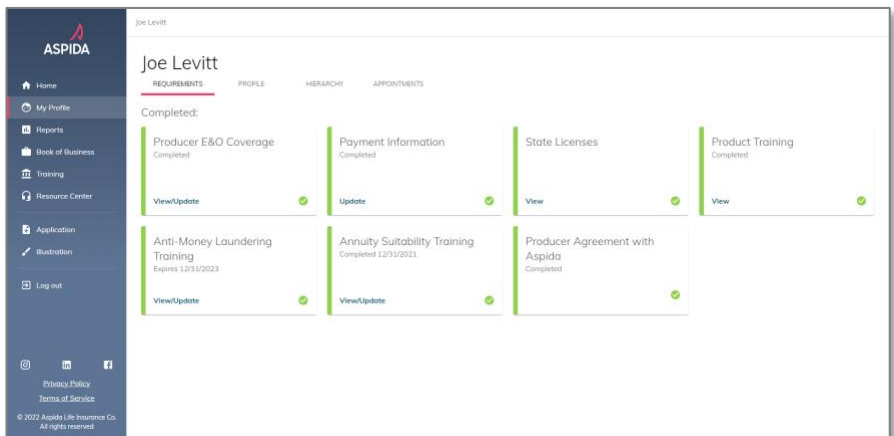 ASPIDA
Home
My Profile
Reports
Book of Business
Training
Resource Center
Application
Illustration
Log out
Privacy Policy
Terms of Service
© 2022 Aspida Life Insurance Co.
All rights reserved
Joe Levitt
Joe Levitt
REQUIREMENTS PROFILE HIERARCHY APPOINTMENTS
Completed:
Producer E&O Coverage
Completed
View/Update
Payment Information
Completed
Update
State Licenses
View
Product Training
Completed
View
Anti-Money Laundering
Training
Expires 12/31/2023
View/Update
Annuity Suitability Training
Completed 12/31/2021
View/Update
Producer Agreement with
Aspida
Completed